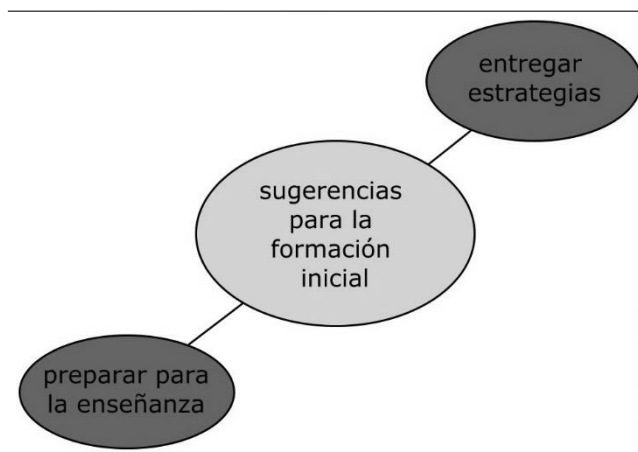 entregar
estrategias
sugerencias
para la
formación
inicial
preparar para
la enseñanza